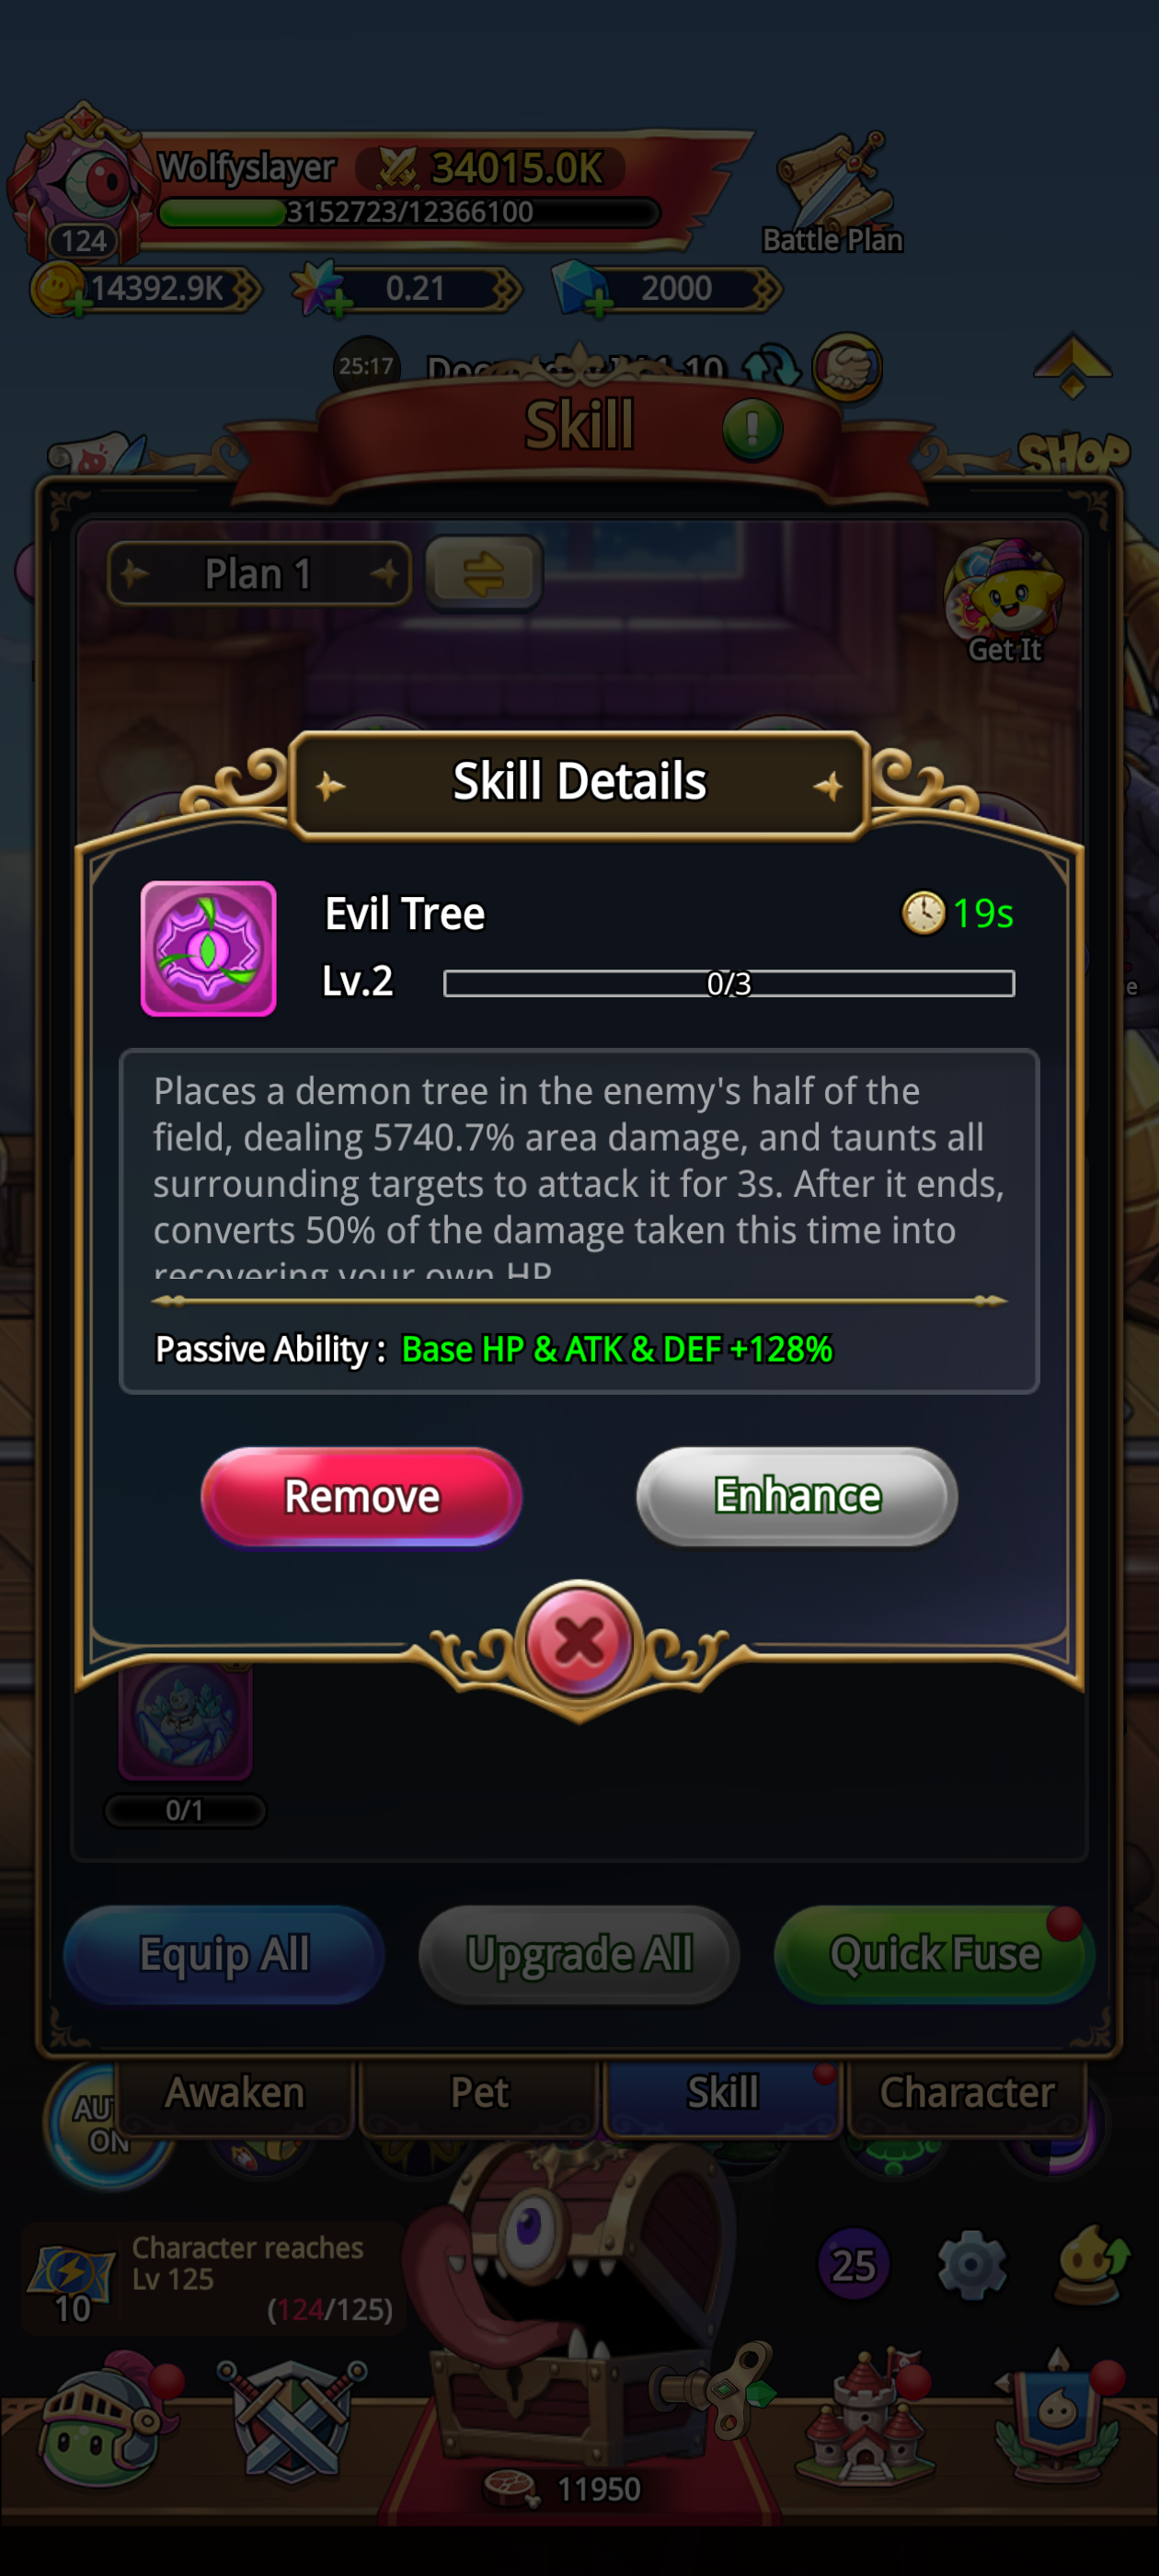 Wolfyslayer
34015.0K
3152723/12366100
124
Battle Plan
14392.9K
0.21
2000
25:17
-10
Skill
SHOP
Plan 1
Get It
Skill Details
Evil Tree
19s
Lv.2
0/3
Places a demon tree in the enemy's half of the
field, dealing 5740.7% area damage, and taunts all
surrounding targets to attack it for 3s. After it ends,
converts 50% of the damage taken this time into
recovering your own HP
Passive Ability : Base HP & ATK & DEF +128%
Remove
Enhance
0/1
Equip All
Upgrade All
Quick Fuse
Awaken
Pet
Skill
Character
ON
Character reaches
Lv 125
(124/125)
10
25
11950